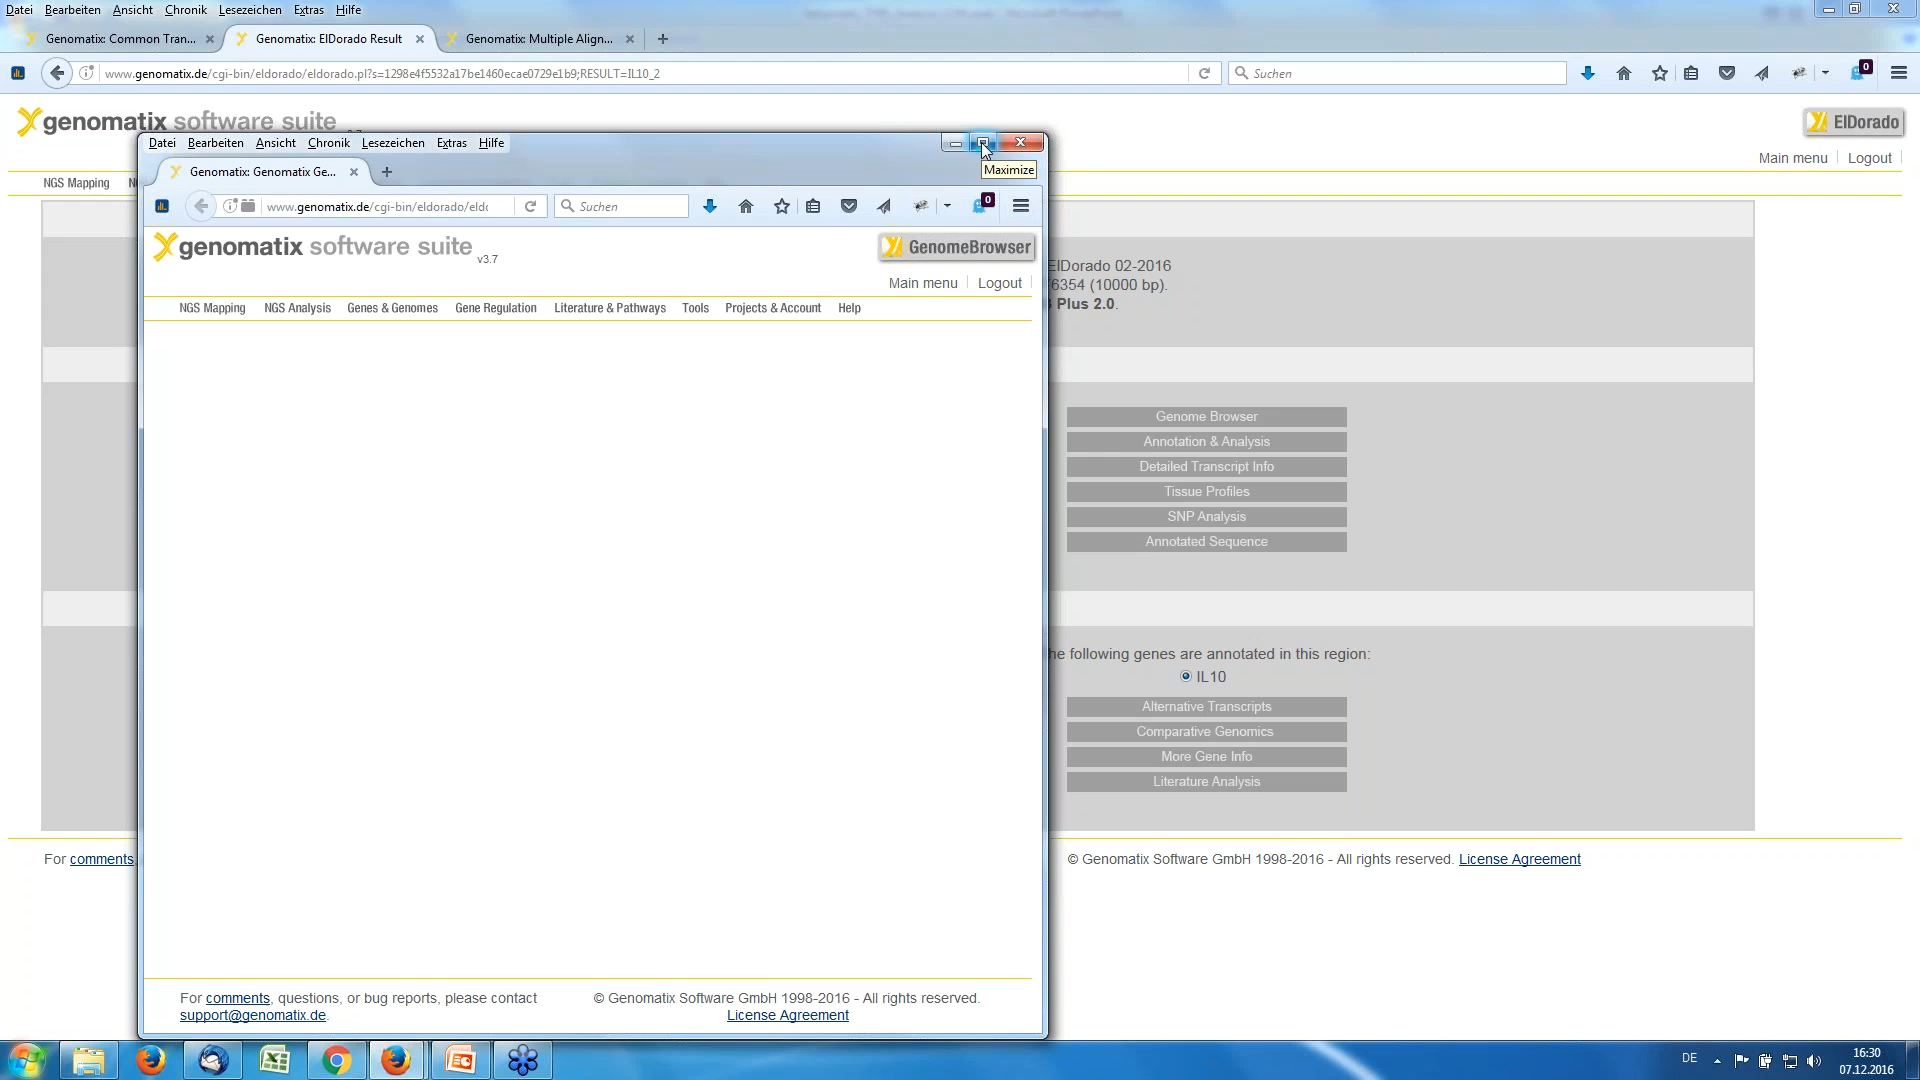 Datei Bearbeiten Ansicht Chronik Lesezeichen Extras Hilfe
Genomatix: Common Tran... Genomatix: ElDorado Result Genomatix: Multiple Align...
www.genomatix.de/cgi-bin/eldorado/eldorado.pl?s=1298e4f5532a17be1460ecae0729e1b9;RESULT=IL10_2 Suchen 0
genomatix software suite ElDorado
Main menu Logout
NGS Mapping
Datei Bearbeiten Ansicht Chronik Lesezeichen Extras Hilfe
Maximize
Genomatix: Genomatix Ge...
www.genomatix.de/cgi-bin/eldorado/eld Suchen 0
genomatix software suite v3.7 GenomeBrowser
Main menu Logout
NGS Mapping NGS Analysis Genes & Genomes Gene Regulation Literature & Pathways Tools Projects & Account Help
ElDorado 02-2016
6354 (10000 bp).
Plus 2.0.
Genome Browser
Annotation & Analysis
Detailed Transcript Info
Tissue Profiles
SNP Analysis
Annotated Sequence
he following genes are annotated in this region:
IL10
Alternative Transcripts
Comparative Genomics
More Gene Info
Literature Analysis
For comments © Genomatix Software GmbH 1998-2016 - All rights reserved. License Agreement
For comments, questions, or bug reports, please contact
support@genomatix.de.
© Genomatix Software GmbH 1998-2016 - All rights reserved.
License Agreement
DE 16:30
07.12.2016